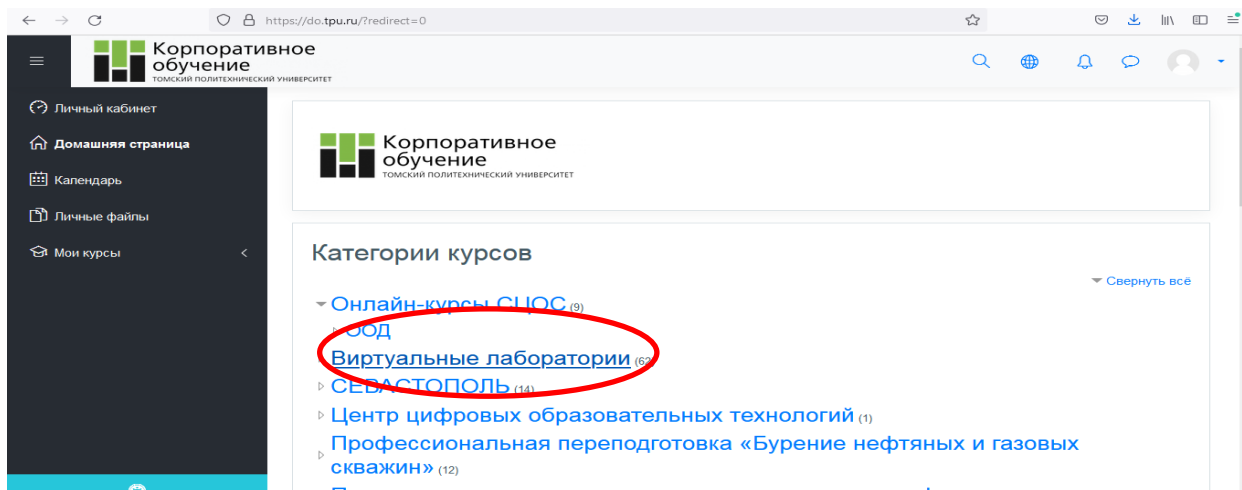 https://do.tpu.ru/?redirect=0
Корпоративное
обучение
ТОМСКИЙ ПОЛИТЕХНИЧЕСКИЙ УНИВЕРСИТЕТ
Личный кабинет
Домашняя страница
Календарь
Личные файлы
Мои курсы
Корпоративное
обучение
ТОМСКИЙ ПОЛИТЕХНИЧЕСКИЙ УНИВЕРСИТЕТ
Категории курсов
Свернуть всё
Онлайн-курсы СЦОС (9)
ООД
Виртуальные лаборатории (62)
СЕВАСТОПОЛЬ (14)
Центр цифровых образовательных технологий (1)
Профессиональная переподготовка «Бурение нефтяных и газовых
скважин» (12)